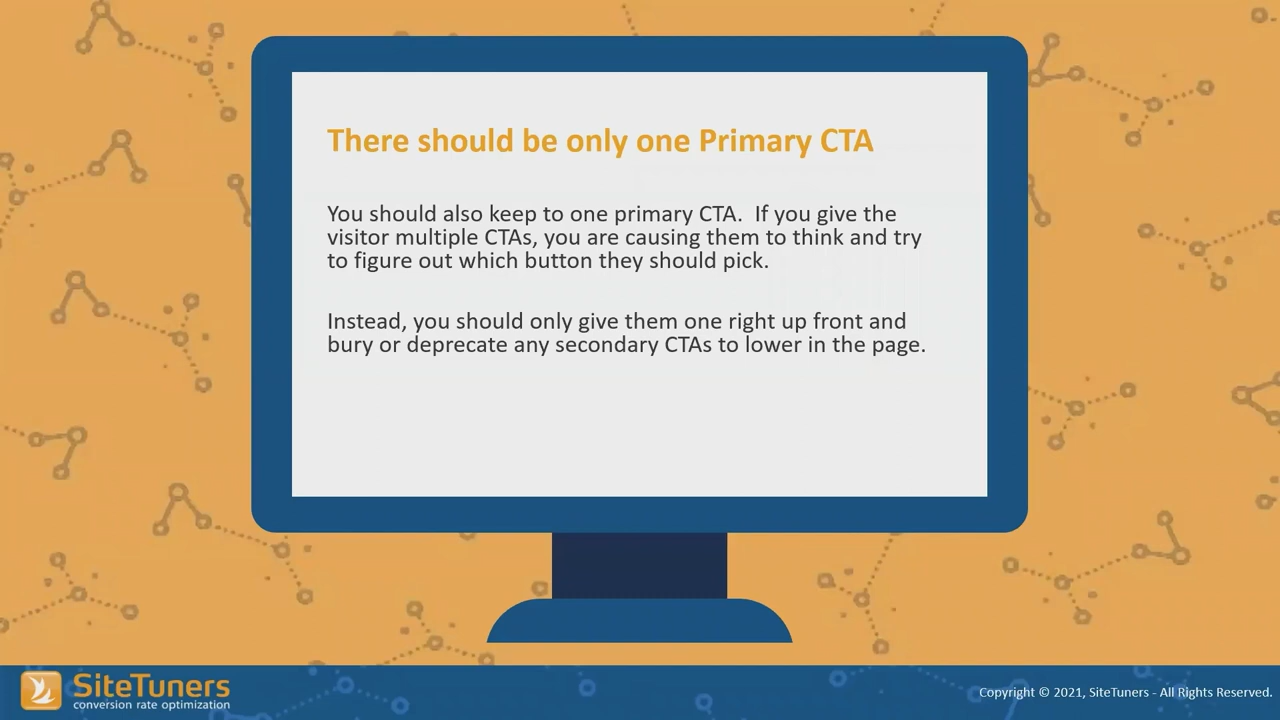 There should be only one Primary CTA
You should also keep to one primary CTA.  If you give the
visitor multiple CTAs, you are causing them to think and try
to figure out which button they should pick.
Instead, you should only give them one right up front and
bury or deprecate any secondary CTAs to lower in the page.
SiteTuners
conversion rate optimization
Copyright © 2021, SiteTuners - All Rights Reserved.